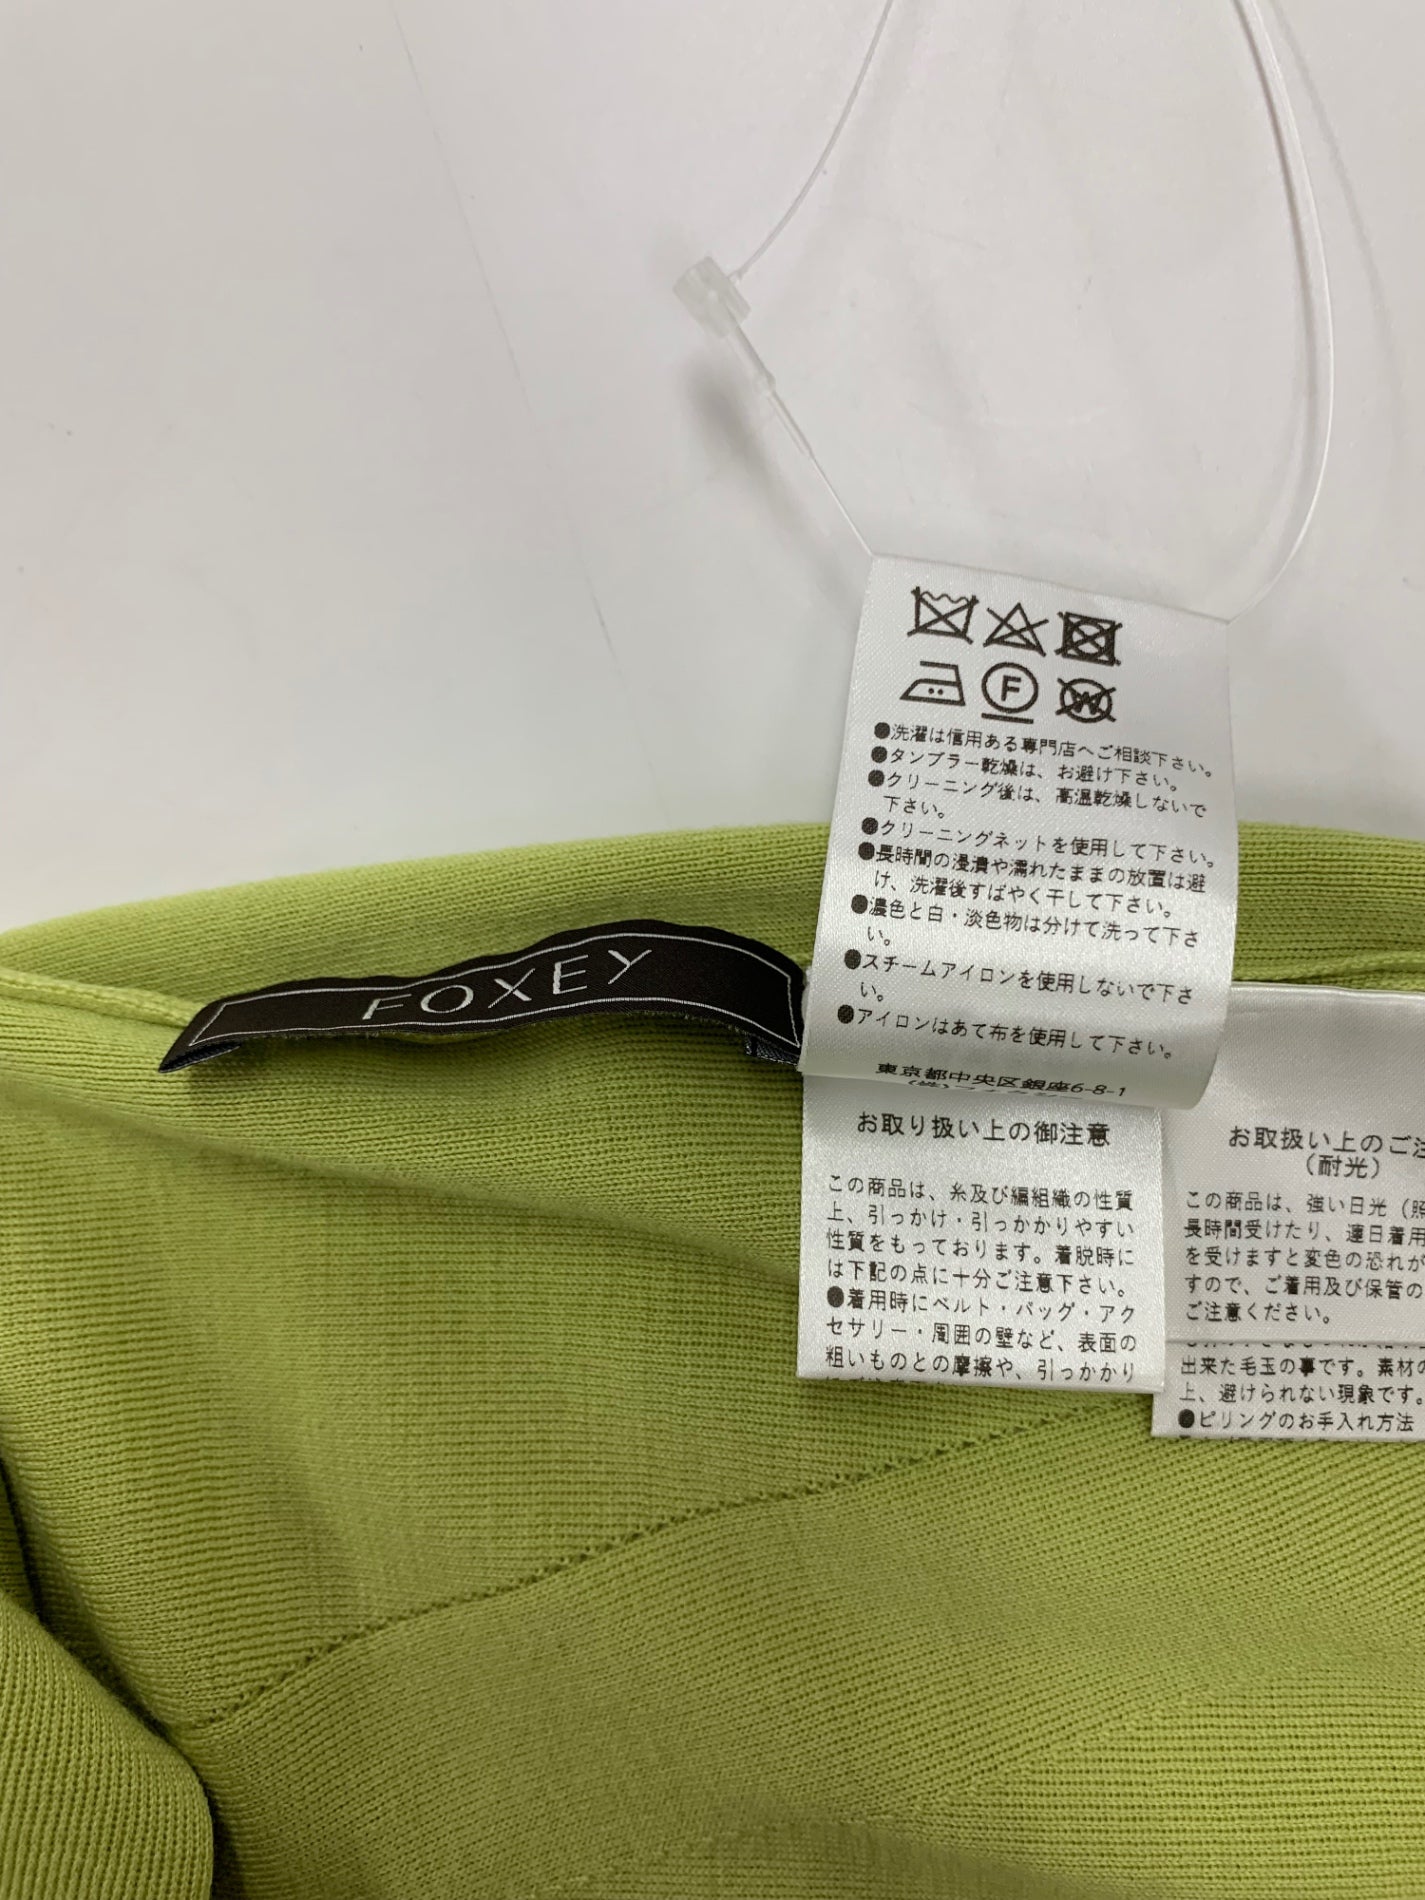 FOXEY
F
W
●洗濯は信用ある専門店へご相談下さい。
●タンブラー乾燥は、お避け下さい。
●クリーニング後は、高温乾燥しないで
下さい。
●クリーニングネットを使用して下さい。
●長時間の浸漬や濡れたままの放置は避
け、洗濯後すばやく干して下さい。
●濃色と白・淡色物は分けて洗って下さ
い。
●スチームアイロンを使用しないで下さ
い。
●アイロンはあて布を使用して下さい。
東京都中央区銀座6-8-1
お取り扱い上の御注意
この商品は、糸及び編組織の性質
上、引っかけ・引っかかりやすい
性質をもっております。着脱時に
は下記の点に十分ご注意下さい。
●着用時にベルト・バッグ・アク
セサリー・周囲の壁など、表面の
粗いものとの摩擦や、引っかかり
お取扱い上のご注
（耐光）
この商品は、強い日光（照
長時間受けたり、連日着用
を受けますと変色の恐れが
すので、ご着用及び保管の
ご注意ください。
出来た毛玉の事です。素材の
上、避けられない現象です。
●ピリングのお手入れ方法